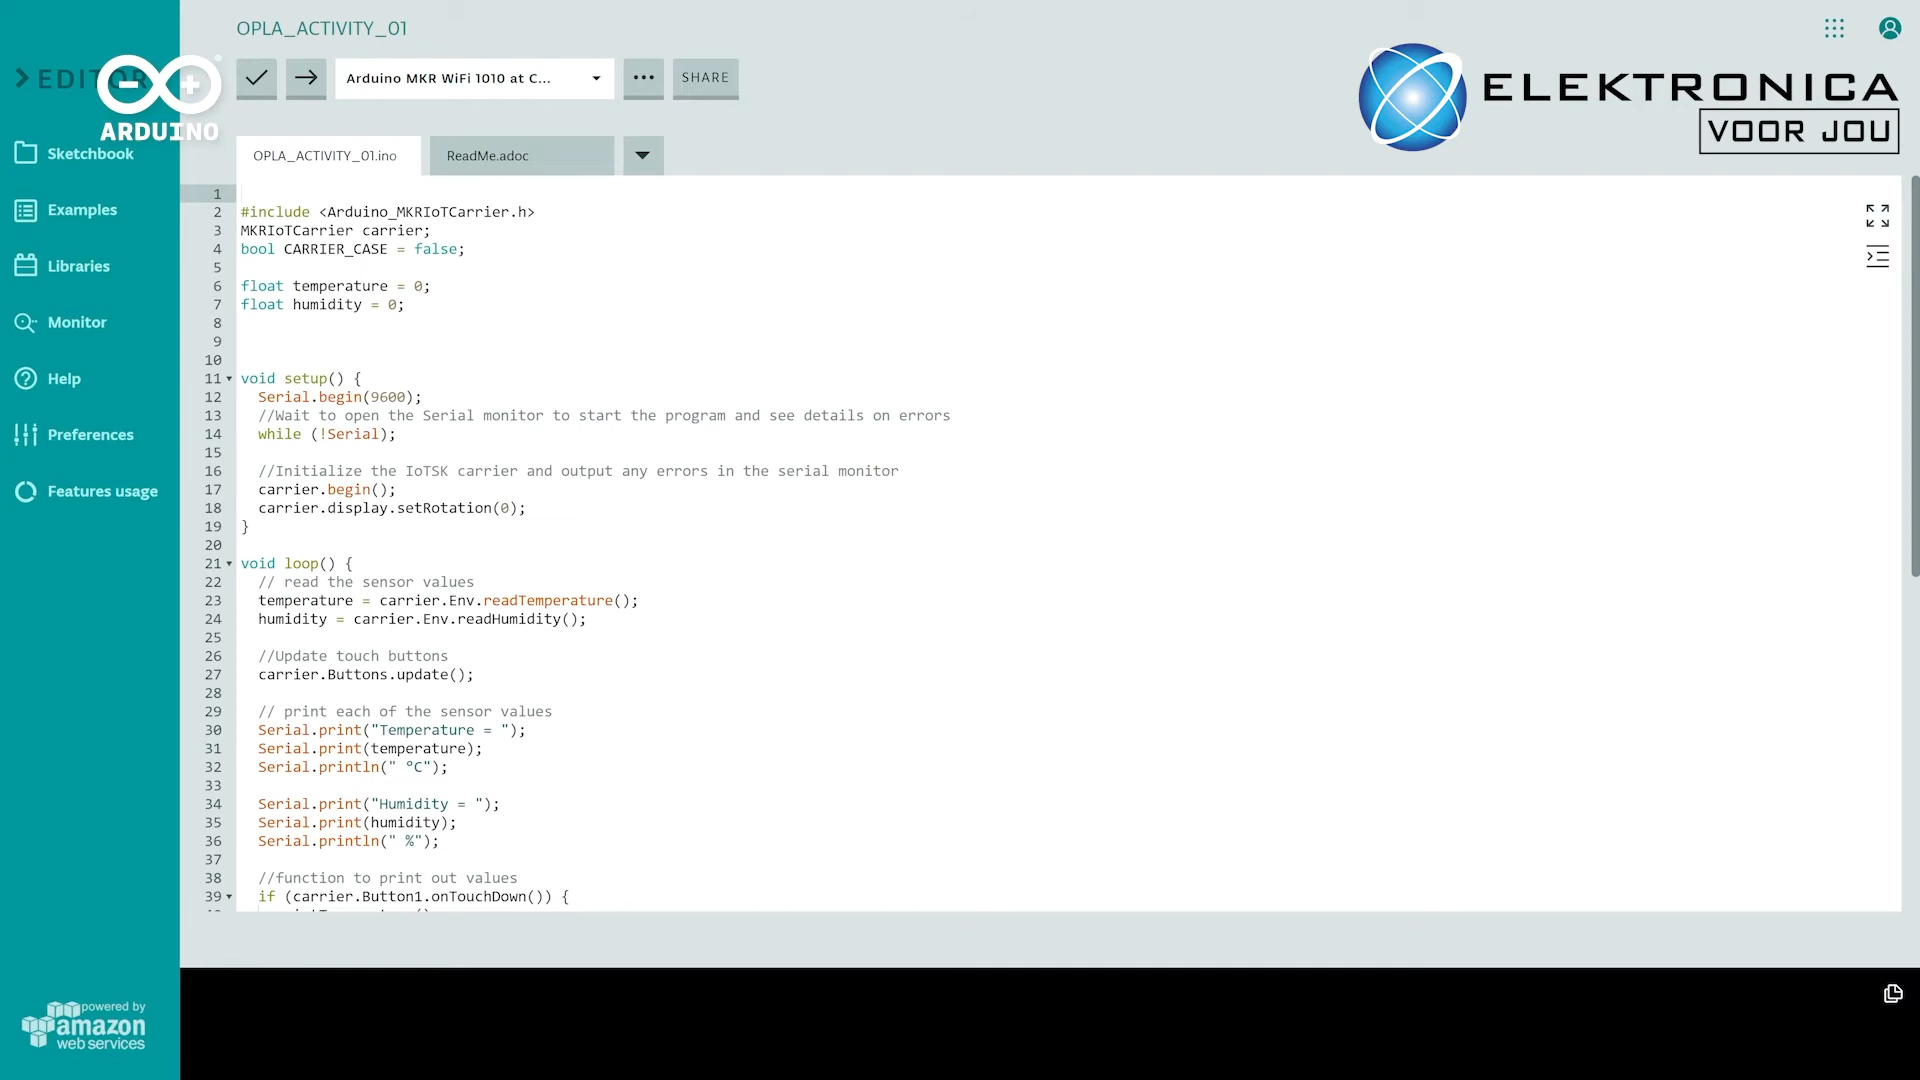 OPLA_ACTIVITY_01
EDITOR
ARDUINO
Arduino MKR WiFi 1010 at C...
SHARE
ELEKTRONICA
VOOR JOU
Sketchbook
Examples
Libraries
Monitor
Help
Preferences
Features usage
powered by
amazon
web services
OPLA_ACTIVITY_01.ino
ReadMe.adoc
1
2 #include <Arduino_MKRIoTCarrier.h>
3 MKRIoTCarrier carrier;
4 bool CARRIER_CASE = false;
5
6 float temperature = 0;
7 float humidity = 0;
8
9
10
11 void setup() {
12 Serial.begin(9600);
13 //Wait to open the Serial monitor to start the program and see details on errors
14 while (!Serial);
15
16 //Initialize the IoTSK carrier and output any errors in the serial monitor
17 carrier.begin();
18 carrier.display.setRotation(0);
19 }
20
21 void loop() {
22 // read the sensor values
23 temperature = carrier.Env.readTemperature();
24 humidity = carrier.Env.readHumidity();
25
26 //Update touch buttons
27 carrier.Buttons.update();
28
29 // print each of the sensor values
30 Serial.print("Temperature = ");
31 Serial.print(temperature);
32 Serial.println(" °C");
33
34 Serial.print("Humidity = ");
35 Serial.print(humidity);
36 Serial.println(" %");
37
38 //function to print out values
39 if (carrier.Button1.onTouchDown()) {